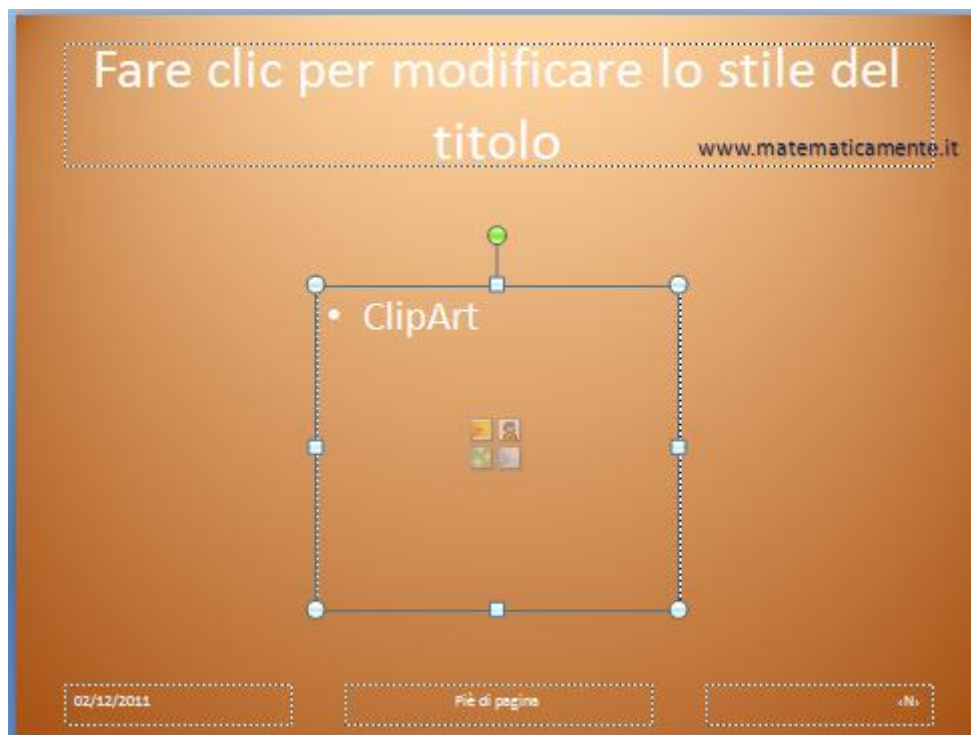 Fare clic per modificare lo stile del
titolo
www.matematicamente.it
• ClipArt
02/12/2011
Piè di pagina
‹N›